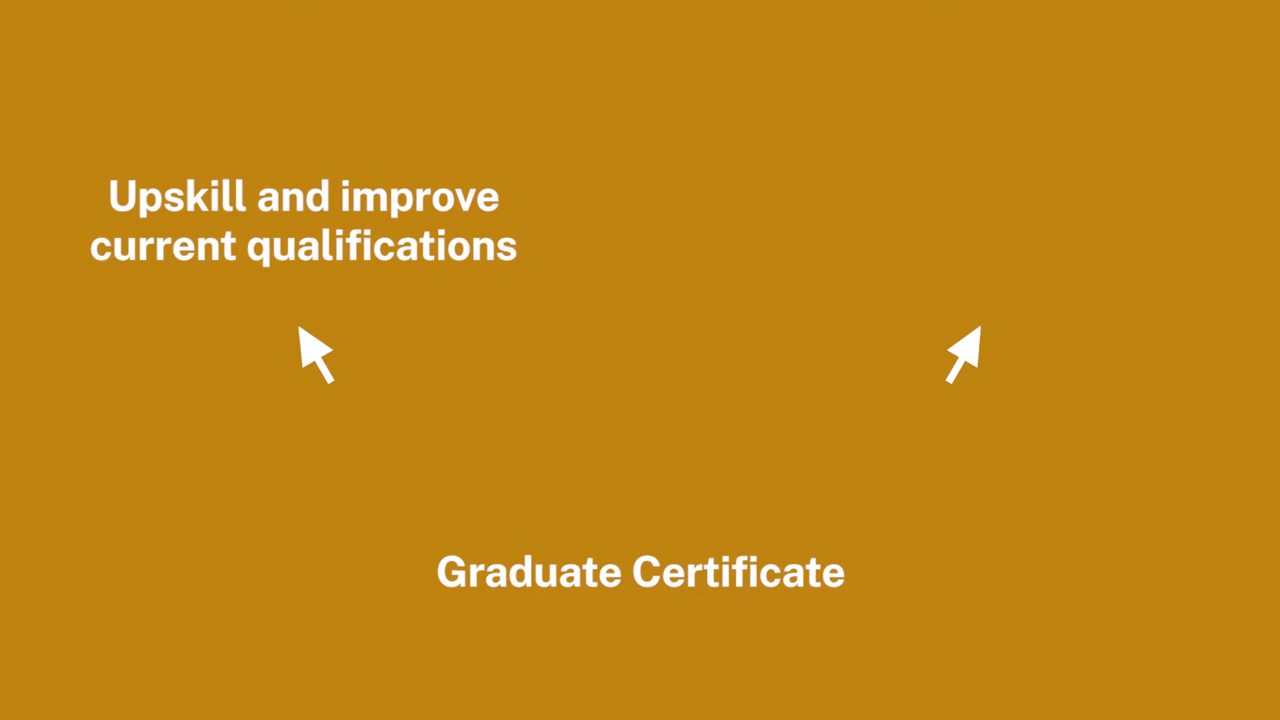 Upskill and improve
current qualifications
Graduate Certificate